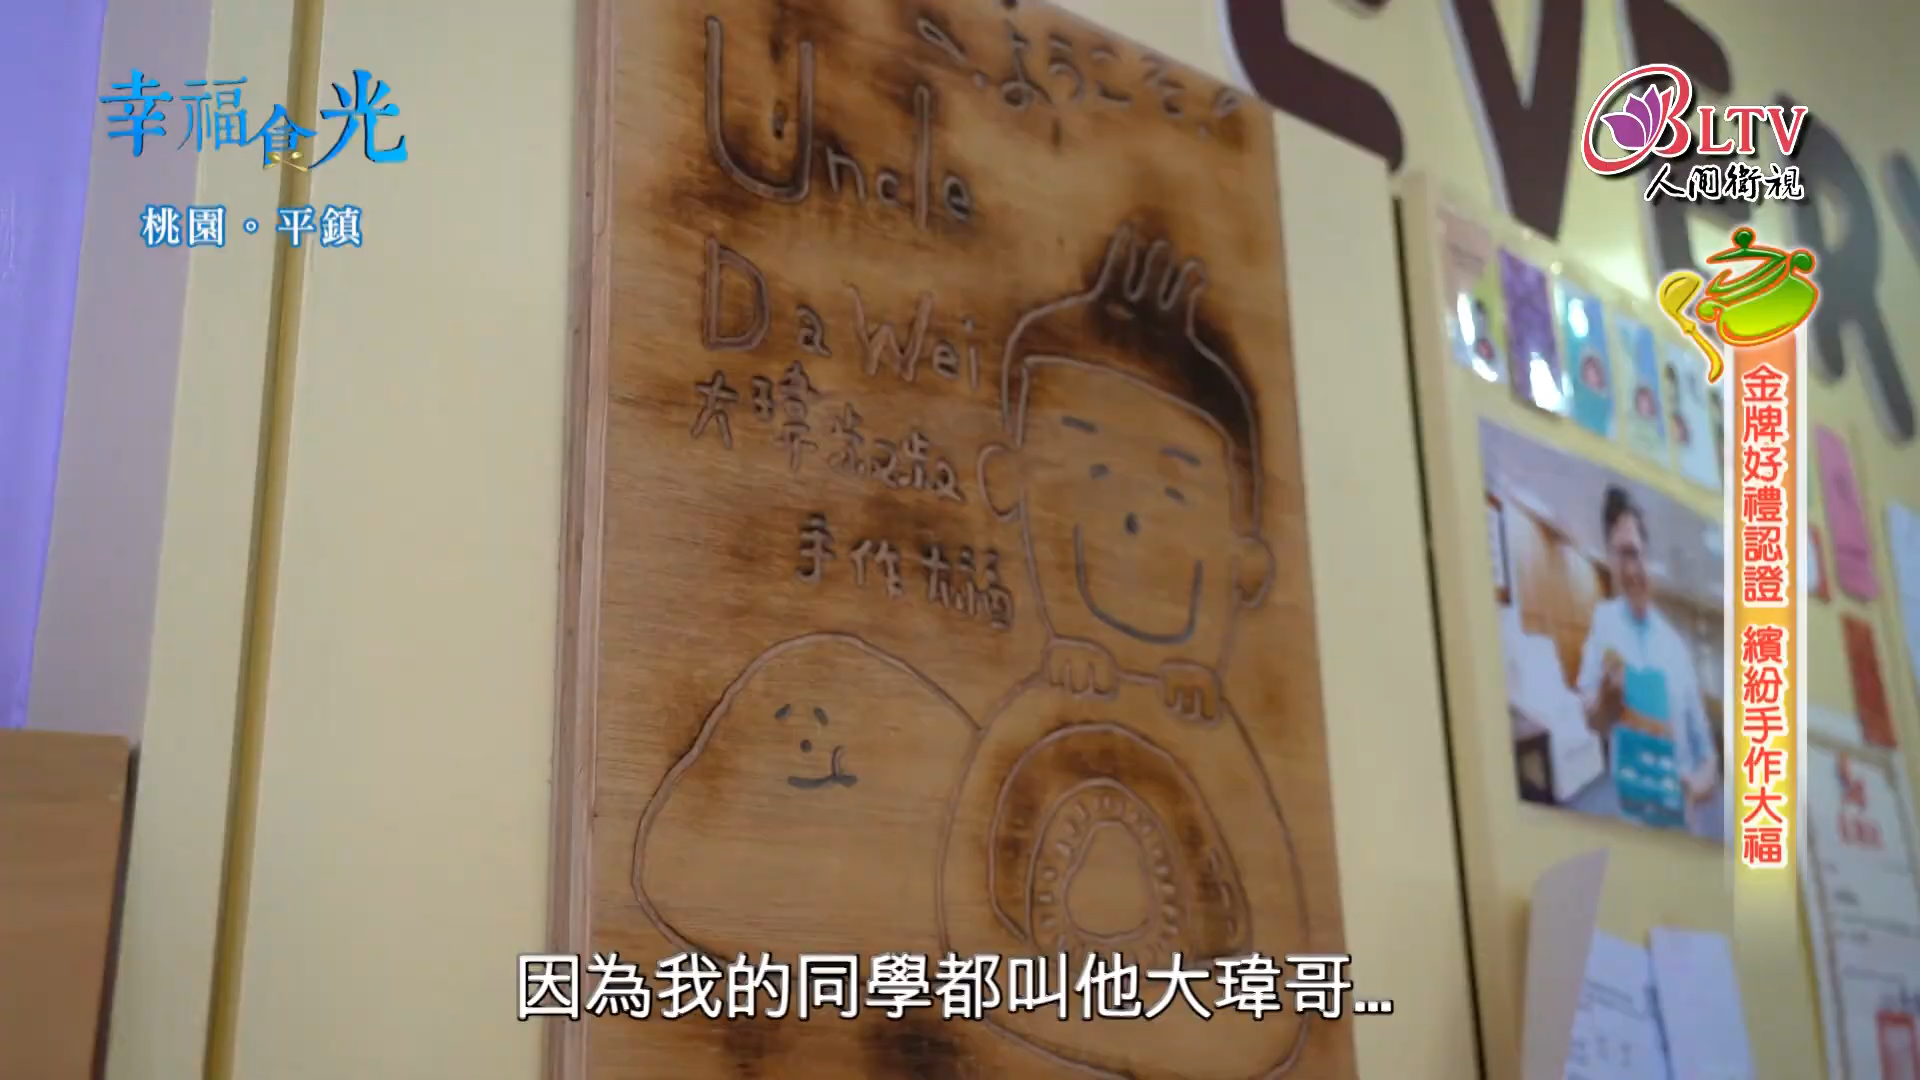 幸福食光
桃園。平鎮
BLTV
人間衛視
EVERY
ようこそ
Uncle
Da Wei
大瑋叔叔
手作大福
金牌好禮認證 繽紛手作大福
因為我的同學都叫他大瑋哥...